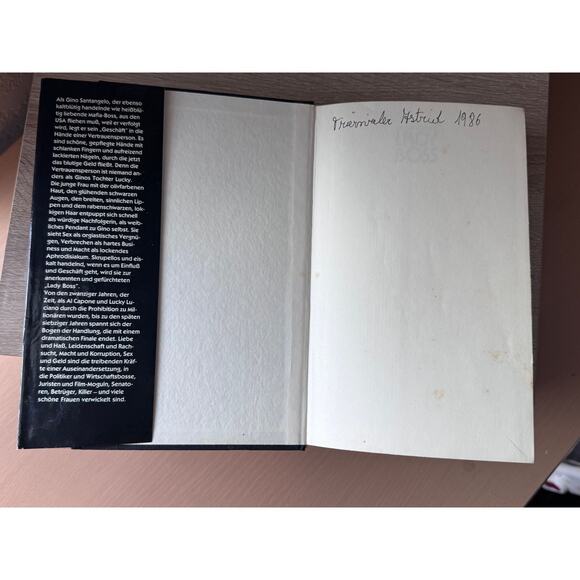 Als Gino Santangelo, der ebenso
kaltblütig handelnde wie heißblü-
tig liebende Mafia-Boss, aus den
USA fliehen muß, weil er verfolgt
wird, legt er sein „Geschäft" in die
Hände einer Vertrauensperson. Es
sind schöne, gepflegte Hände mit
schlanken Fingern und aufreizend
lackierten Nägeln, durch die jetzt
das blutige Geld fließt. Denn die
Vertrauensperson ist niemand an-
ders als Ginos Tochter Lucky.
Die junge Frau mit der olivfarbenen
Haut, den glühenden schwarzen
Augen, den breiten, sinnlichen Lip-
pen und dem rabenschwarzen, lok-
kigen Haar entpuppt sich schnell
als würdige Nachfolgerin, als weib-
liches Pendant zu Gino selbst. Sie
sieht Sex als orgiastisches Vergnü-
gen, Verbrechen als hartes Busi-
ness und Macht als lockendes
Aphrodisiakum. Skrupellos und eis-
kalt handelnd, wenn es um Einfluß
und Geschäft geht, wird sie zur
anerkannten und gefürchteten
„Lady Boss".
Von den zwanziger Jahren, der
Zeit, als Al Capone und Lucky Lu-
ciano durch die Prohibition zu Mil-
lionären wurden, bis zu den späten
siebziger Jahren spannt sich der
Bogen der Handlung, die mit einem
dramatischen Finale endet. Liebe
und Haß, Leidenschaft und Rach-
sucht, Macht und Korruption, Sex
und Geld sind die treibenden Kräf-
te einer Auseinandersetzung, in
die Politiker und Wirtschaftsbosse,
Juristen und Film-Moguln, Senato-
ren, Betrüger, Killer – und viele
schöne Frauen verwickelt sind.
Astrid 1986